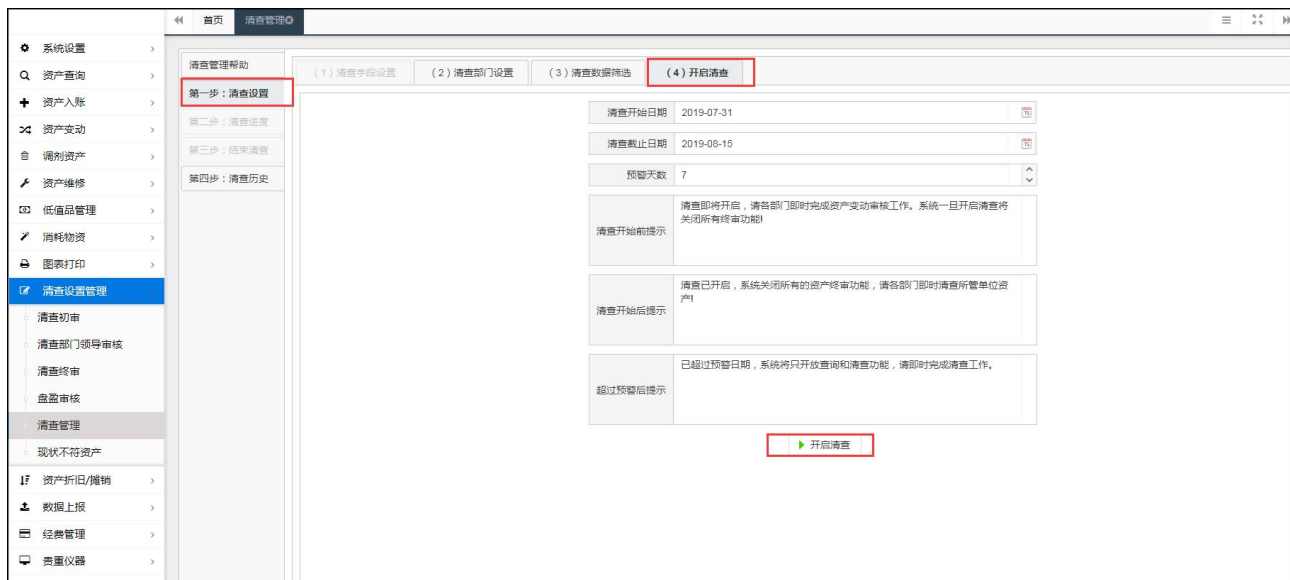 首页
清查管理
系统设置
资产查询
资产入账
资产变动
调剂资产
资产维修
低值品管理
消耗物资
图表打印
清查设置管理
清查初审
清查部门领导审核
清查终审
盘盈审核
清查管理
现状不符资产
资产折旧/摊销
数据上报
经费管理
贵重仪器
清查管理帮助
第一步：清查设置
第二步：清查进度
第三步：结束清查
第四步：清查历史
（1）清查字段设置
（2）清查部门设置
（3）清查数据筛选
（4）开启清查
清查开始日期 2019-07-31
清查截止日期 2019-08-15
预警天数 7
清查开始前提示
清查即将开启，请各部门即时完成资产变动审核工作。系统一旦开启清查将
关闭所有终审功能!
清查开始后提示
清查已开启，系统关闭所有的资产终审功能，请各部门即时清查所管单位资
产!
超过预警后提示
已超过预警日期，系统将只开放查询和清查功能，请即时完成清查工作。
开启清查